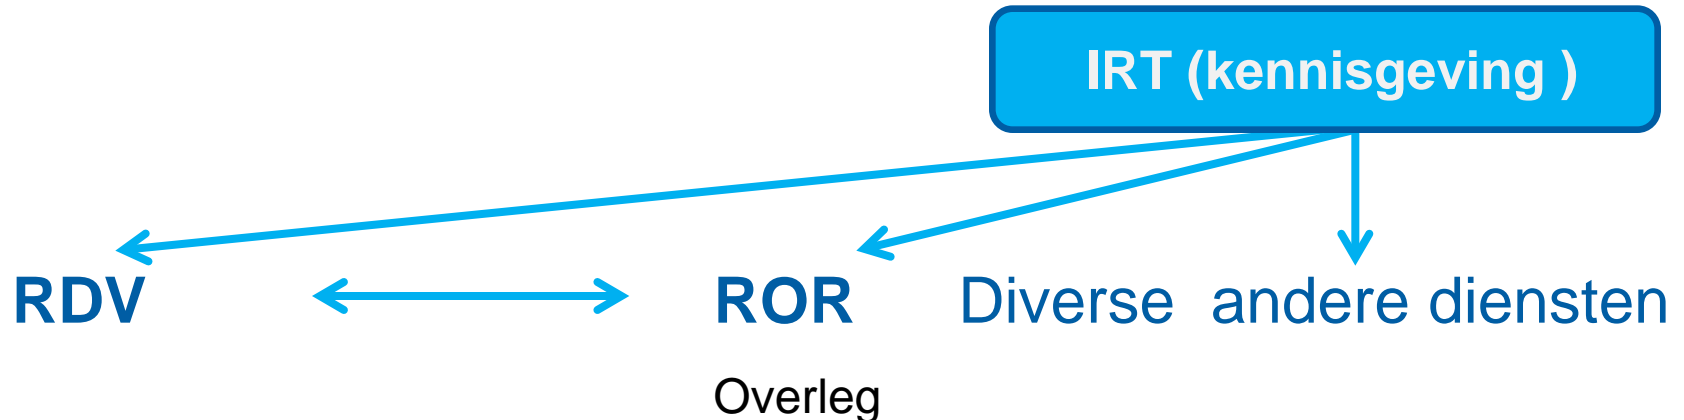 IRT (kennisgeving )
RDV ROR Diverse andere diensten
Overleg